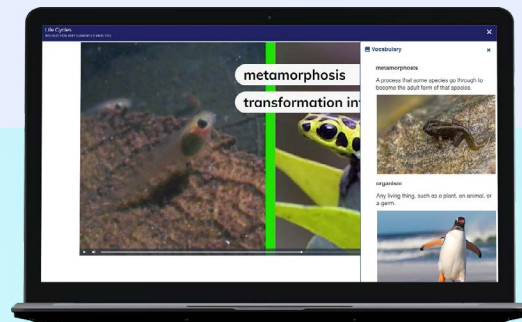 Life Cycles
metamorphosis
transformation in
Vocabulary
metamorphosis
A process that some species go through to
become the adult form of that species.
organism
Any living thing, such as a plant, an animal, or
a germ.